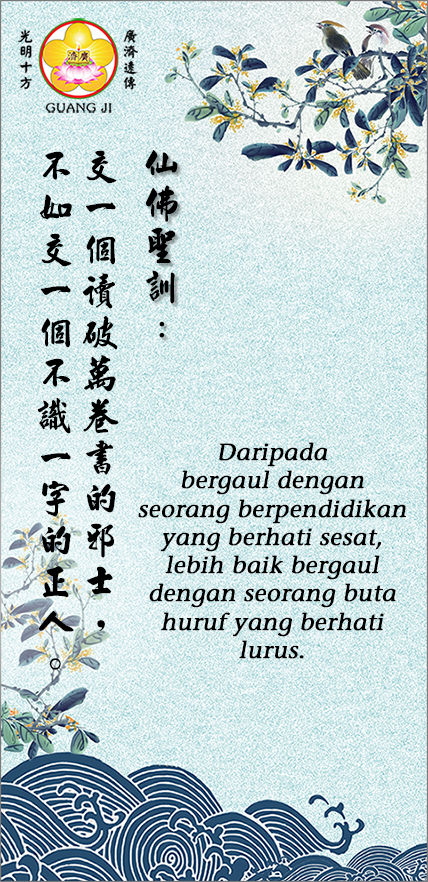 光明十方
廣濟遠傳
廣濟
GUANG JI
仙佛聖訓：
交一個讀破萬卷書的邪士，
不如交一個不識一字的正人。
Daripada
bergaul dengan
seorang berpendidikan
yang berhati sesat,
lebih baik bergaul
dengan seorang buta
huruf yang berhati
lurus.